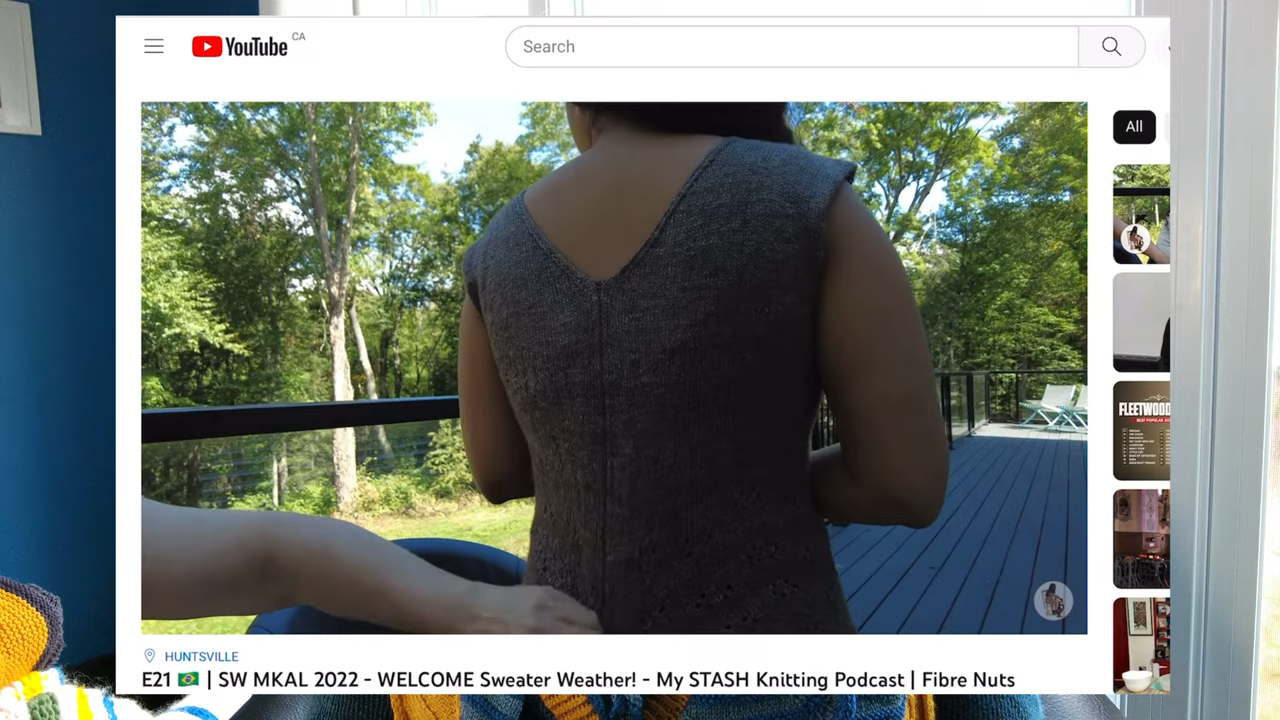 YouTube CA
Search
All
FLEETWOOD
HUNTSVILLE
E21 🇧🇷 | SW MKAL 2022 - WELCOME Sweater Weather! - My STASH Knitting Podcast | Fibre Nuts